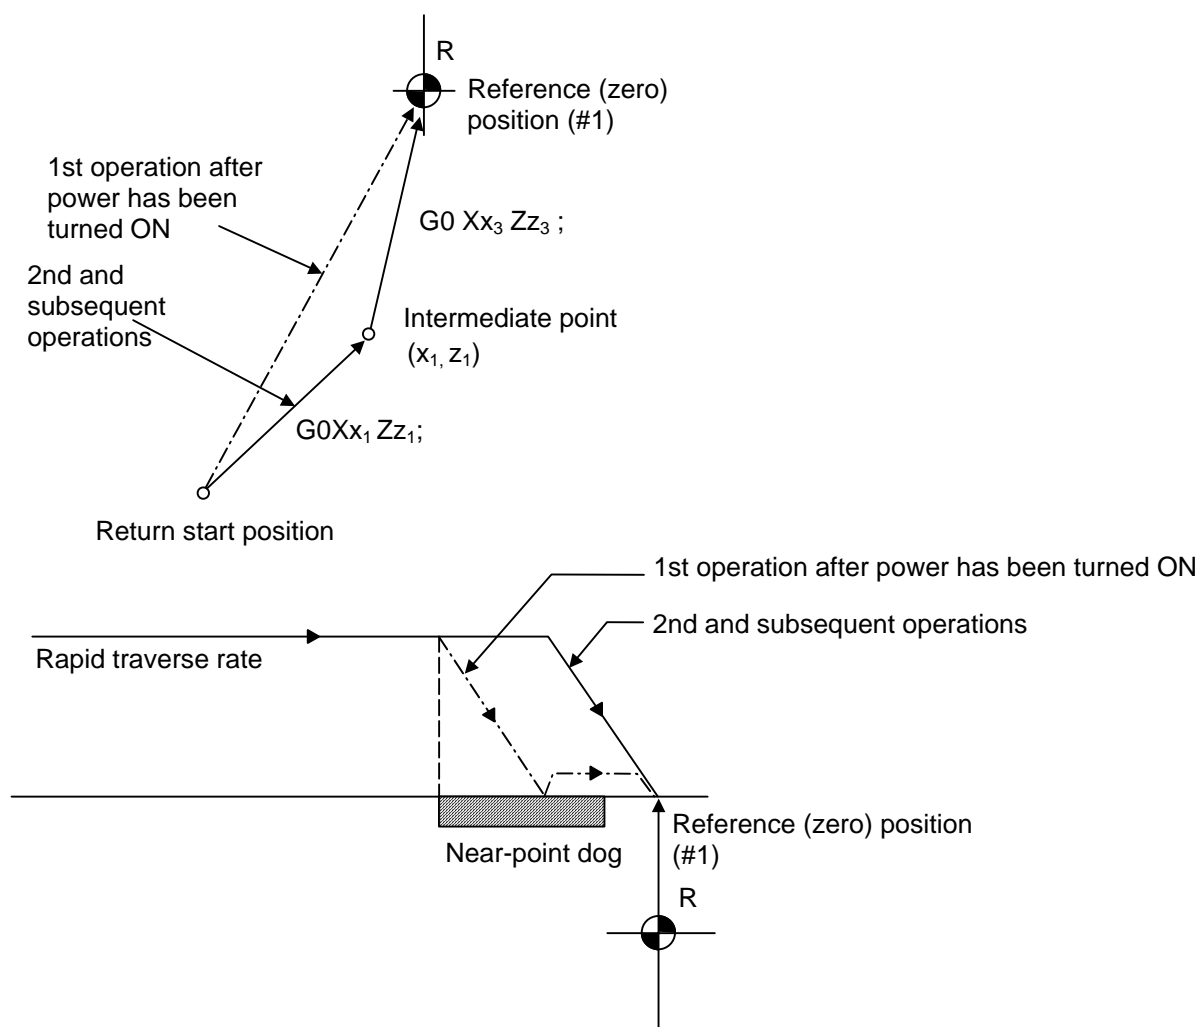 R
Reference (zero)
position (#1)
1st operation after
power has been
turned ON
G0 Xx₃ Zz₃ ;
2nd and
subsequent
operations
Intermediate point
(x₁, z₁)
G0Xx₁ Zz₁;
Return start position
1st operation after power has been turned ON
2nd and subsequent operations
Rapid traverse rate
Near-point dog
Reference (zero) position
(#1)
R